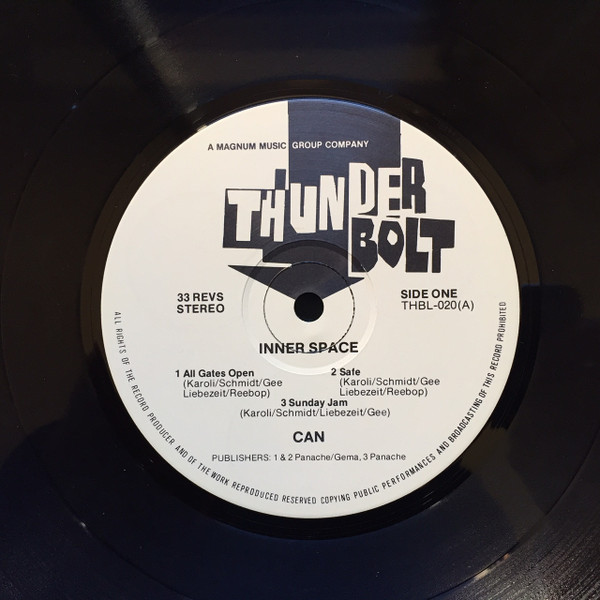 A MAGNUM MUSIC GROUP COMPANY
THUNDER
BOLT
33 REVS
STEREO
SIDE ONE
THBL-020(A)
INNER SPACE
1 All Gates Open
(Karoli/Schmidt/Gee
Liebezeit/Reebop)
2 Safe
(Karoli/Schmidt/Gee
Liebezeit/Reebop)
3 Sunday Jam
(Karoli/Schmidt/Liebezeit/Gee)
CAN
PUBLISHERS: 1 & 2 Panache/Gema, 3 Panache
ALL RIGHTS OF THE RECORD PRODUCER AND OF THE WORK REPRODUCED RESERVED COPYING PUBLIC PERFORMANCES AND BROADCASTING OF THIS RECORD PROHIBITED